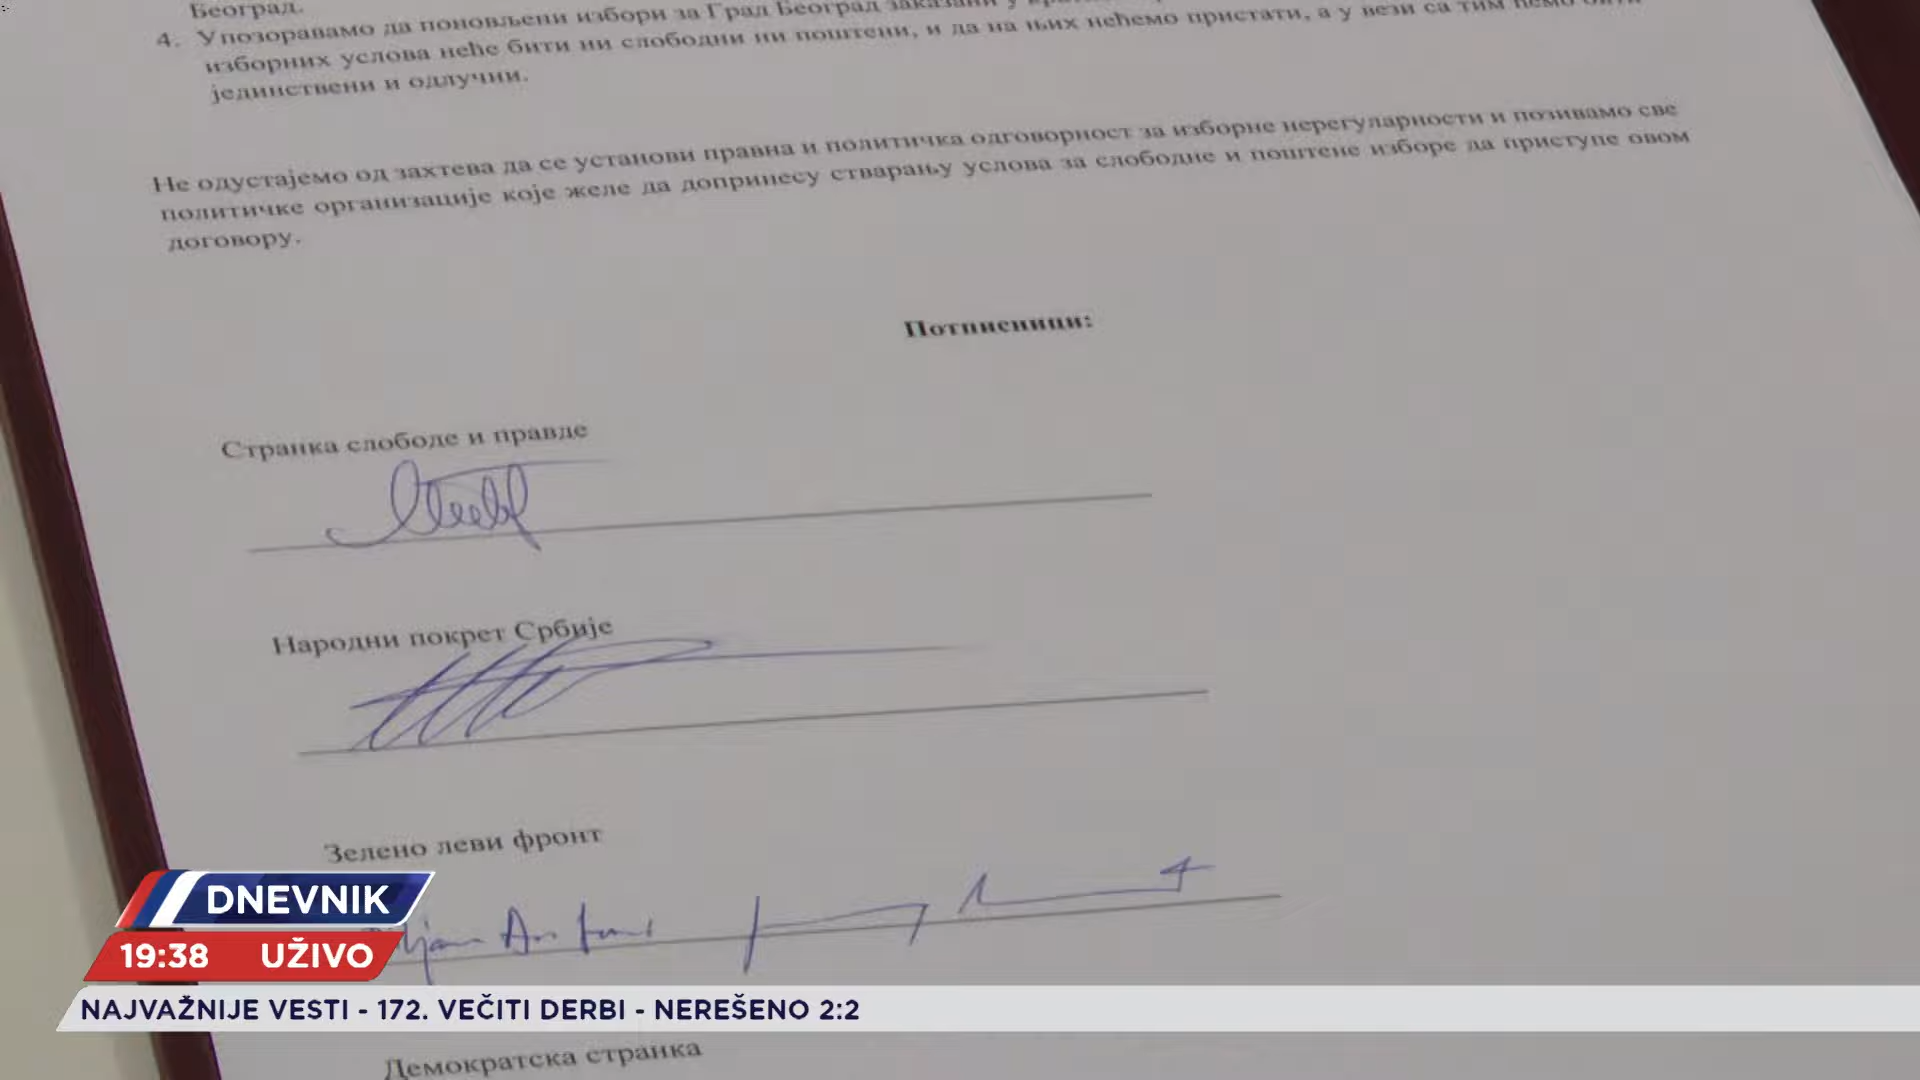 Београд.
4. Упозоравамо да поновљени избори за Град Београд заказани у
изборних услова неће бити ни слободни ни поштени, и да на њих нећемо пристати, а у вези са тим ћемо бити
јединствени и одлучни.
Не одустајемо од захтева да се установи правна и политичка одговорност за изборне нерегуларности и позивамо све
политичке организације које желе да допринесу стварању услова за слободне и поштене изборе да приступе овом
договору.
Потписници:
Странка слободе и правде
Народни покрет Србије
Зелено леви фронт
DNEVNIK
19:38 UŽIVO
NAJVAŽNIJE VESTI - 172. VEČITI DERBI - NEREŠENO 2:2
Демократска странка